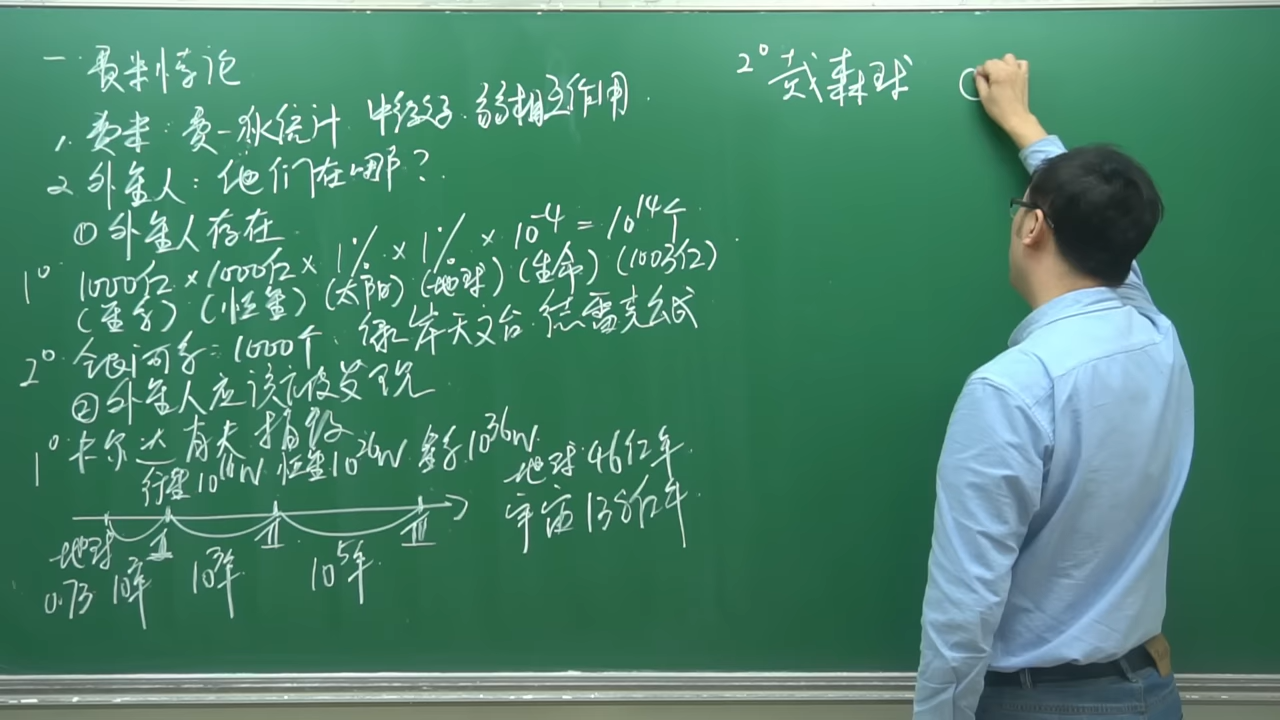 一 费米悖论
1. 费米：费—狄统计 中微子 弱相互作用.
2. 外星人：他们在哪?
① 外星人存在
1° 1000亿 × 1000亿 × 1% × 1% × 10⁻⁴ = 10¹⁴个
(星系) (恒星) (太阳) (地球) (生命) (100万亿)
2° 银河系：1000个. 绿岸天文台. 德雷克公式
② 外星人应该被发现
1° 卡尔达肖夫指数
行星10¹⁶W 恒星10²⁶W 星系10³⁶W
地球 I II III
0.73 10²年 10³年 10⁵年
地球46亿年
宇宙138亿年
2° 戴森球